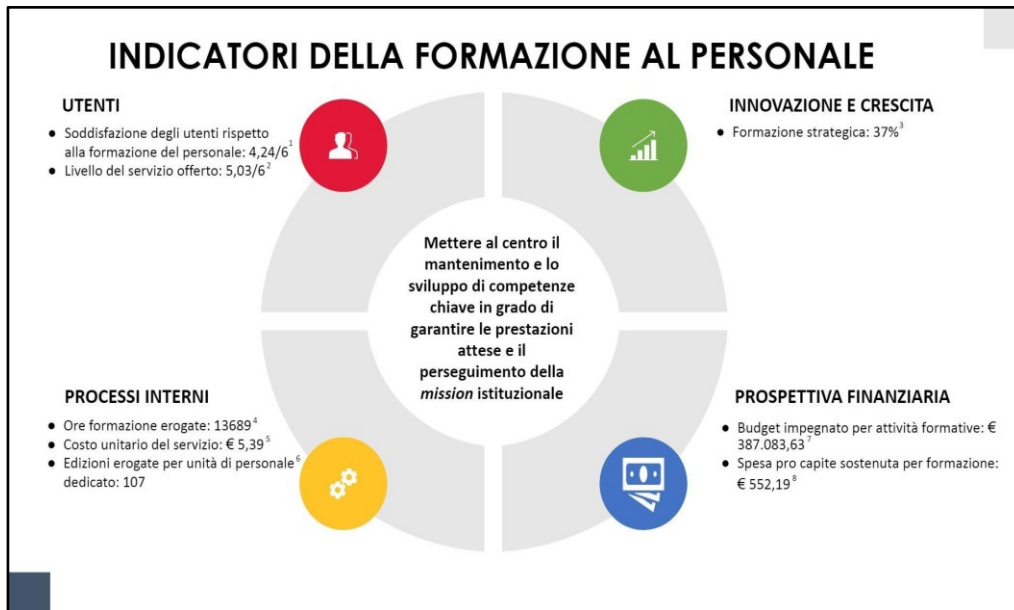 INDICATORI DELLA FORMAZIONE AL PERSONALE
UTENTI
● Soddisfazione degli utenti rispetto
alla formazione del personale: 4,24/6¹
● Livello del servizio offerto: 5,03/6²
INNOVAZIONE E CRESCITA
● Formazione strategica: 37%³
Mettere al centro il
mantenimento e lo
sviluppo di competenze
chiave in grado di
garantire le prestazioni
attese e il
perseguimento della
mission istituzionale
PROCESSI INTERNI
● Ore formazione erogate: 13689⁴
● Costo unitario del servizio: € 5,39⁵
● Edizioni erogate per unità di personale⁶
dedicato: 107
PROSPETTIVA FINANZIARIA
● Budget impegnato per attività formative: €
387.083,63⁷
● Spesa pro capite sostenuta per formazione:
€ 552,19⁸